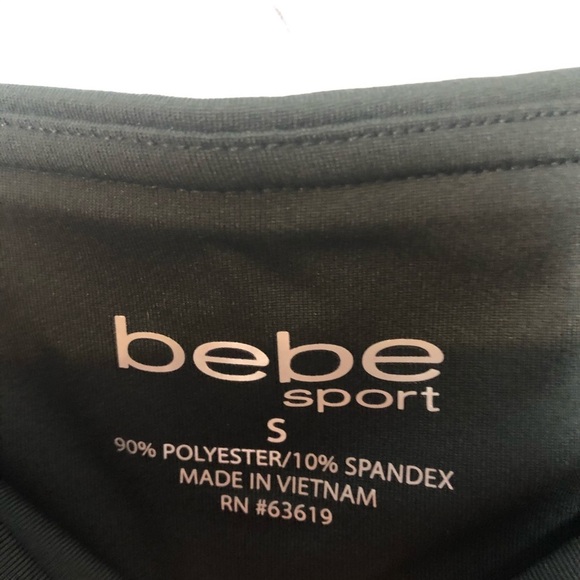 bebe
sport
S
90% POLYESTER/10% SPANDEX
MADE IN VIETNAM
RN #63619